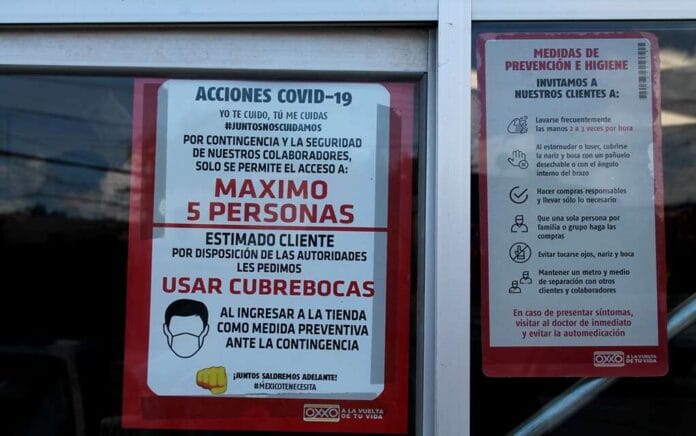 ACCIONES COVID-19
YO TE CUIDO, TÚ ME CUIDAS
#JUNTOSNOSCUIDAMOS
POR CONTINGENCIA Y LA SEGURIDAD
DE NUESTROS COLABORADORES,
SOLO SE PERMITE EL ACCESO A:
MAXIMO
5 PERSONAS
ESTIMADO CLIENTE
POR DISPOSICIÓN DE LAS AUTORIDADES
LES PEDIMOS
USAR CUBREBOCAS
AL INGRESAR A LA TIENDA
COMO MEDIDA PREVENTIVA
ANTE LA CONTINGENCIA
¡JUNTOS SALDREMOS ADELANTE!
#MEXICOTENECESITA
OXXO A LA VUELTA
DE TU VIDA
MEDIDAS DE
PREVENCIÓN E HIGIENE
INVITAMOS A
NUESTROS CLIENTES A:
Lavarse frecuentemente
las manos 2 a 3 veces por hora
Al estornudar o toser, cubrirse
la nariz y boca con un pañuelo
desechable o con el ángulo
interno del brazo
Hacer compras responsables
y llevar sólo lo necesario
Que una sola persona por
familia o grupo haga las
compras
Evitar tocarse ojos, nariz y boca
Mantener un metro y medio
de separación con otros
clientes y colaboradores
En caso de presentar síntomas,
visitar al doctor de inmediato
y evitar la automedicación
OXXO A LA VUELTA
DE TU VIDA